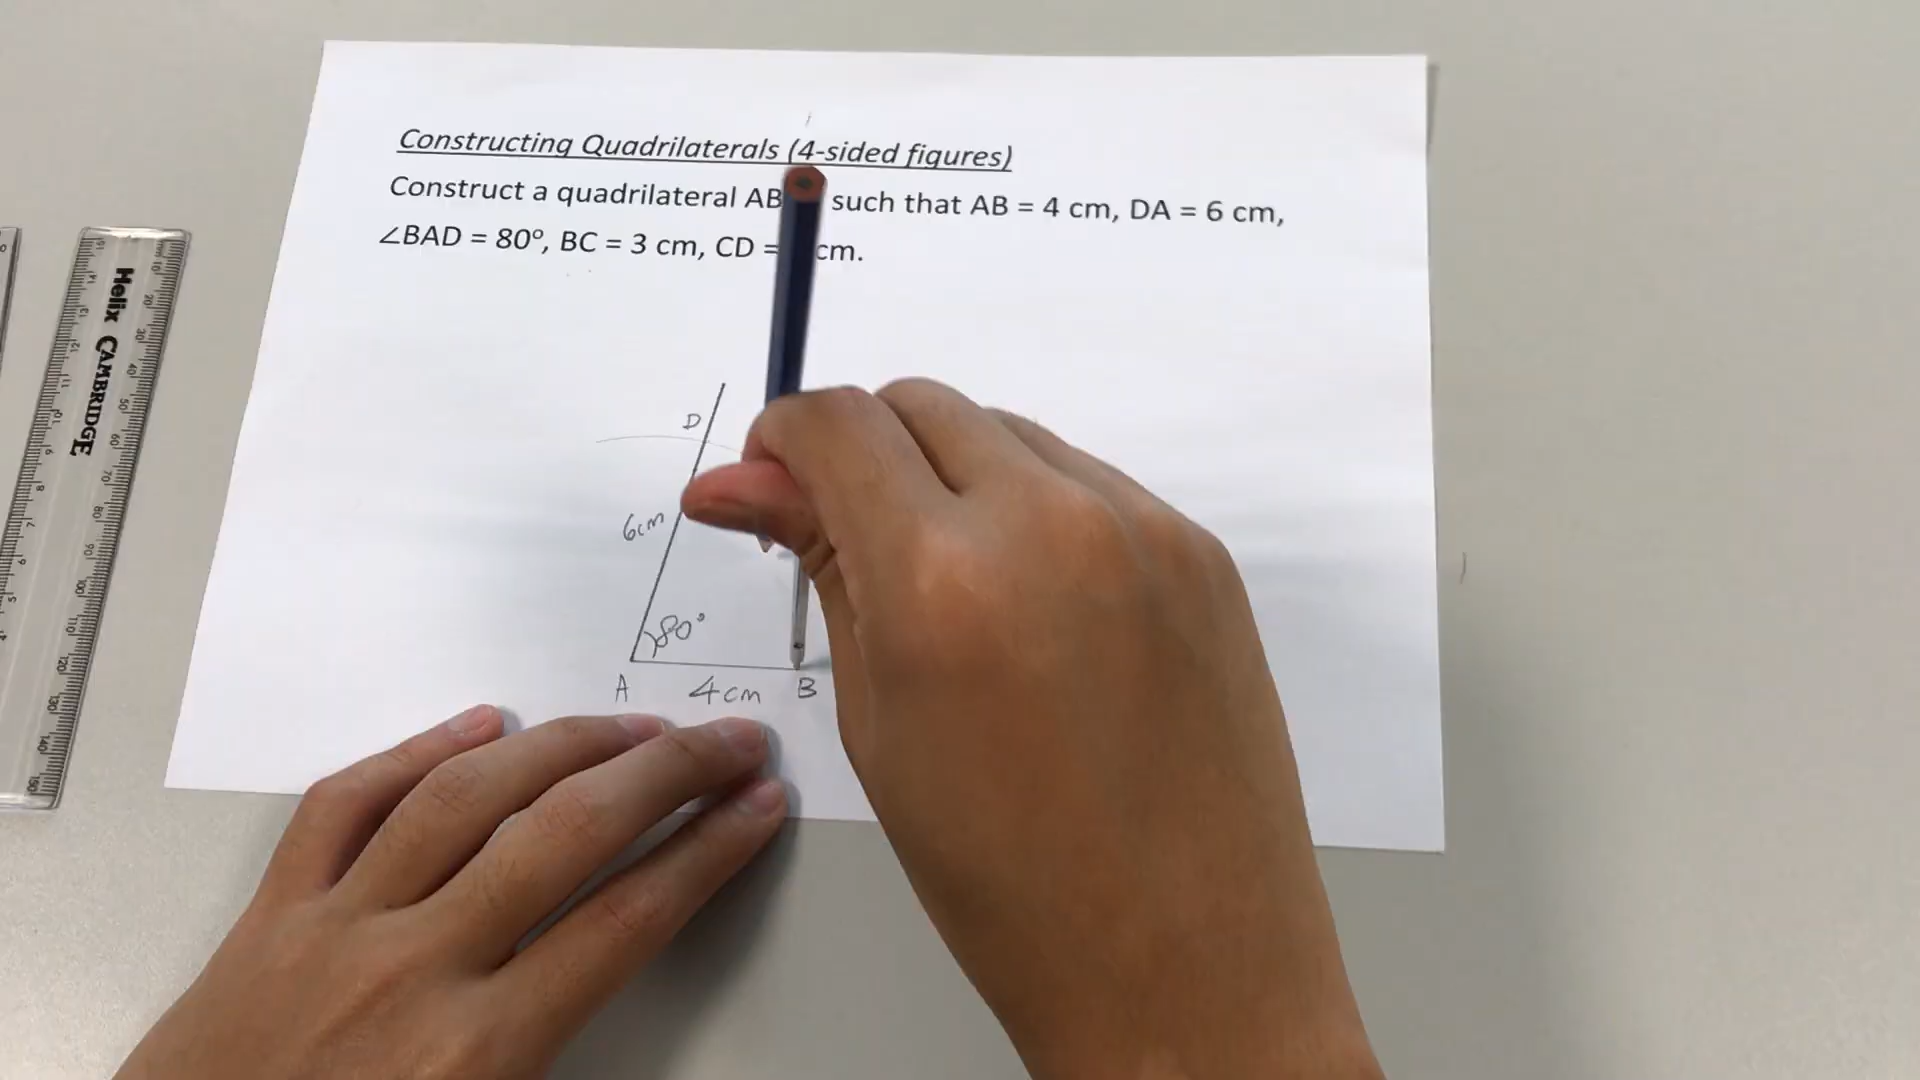 Constructing Quadrilaterals (4-sided figures)
Construct a quadrilateral AB such that AB = 4 cm, DA = 6 cm,
∠BAD = 80°, BC = 3 cm, CD = cm.
Helix CAMBRIDGE
D
6cm
80°
A 4cm B